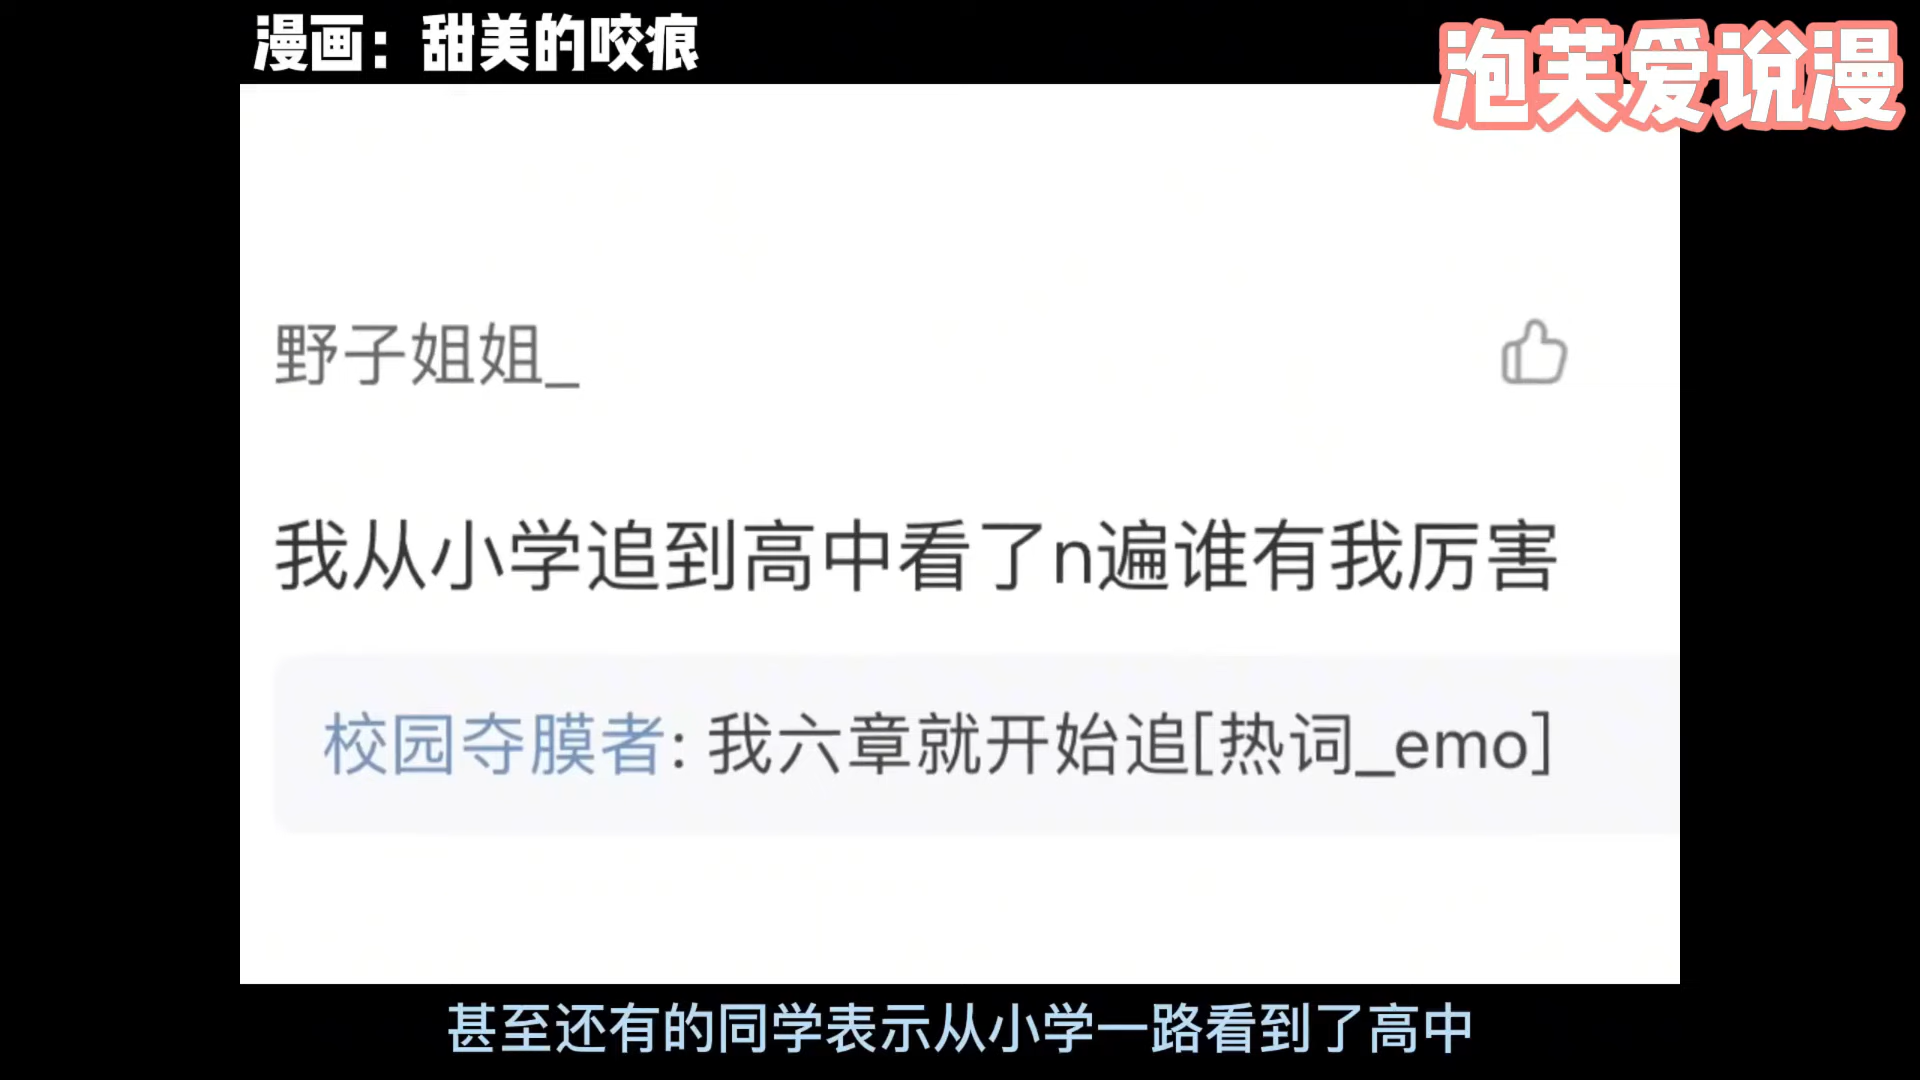 漫画：甜美的咬痕
泡芙爱说漫
野子姐姐_
我从小学追到高中看了n遍谁有我厉害
校园夺膜者: 我六章就开始追[热词_emo]
甚至还有的同学表示从小学一路看到了高中